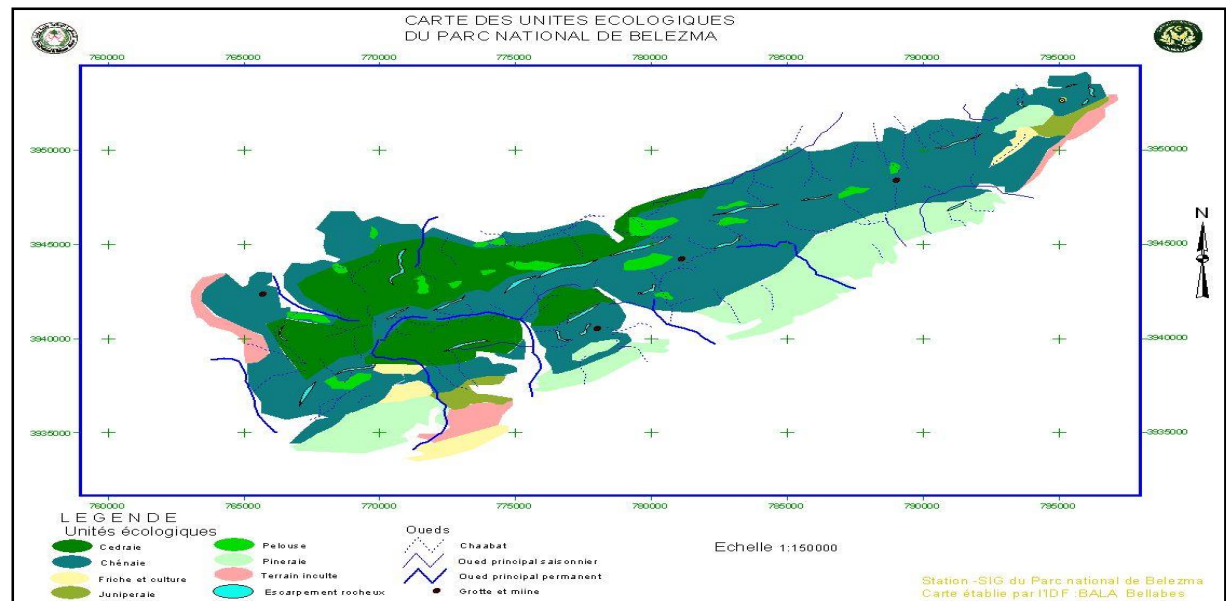 CARTE DES UNITES ECOLOGIQUES
DU PARC NATIONAL DE BELEZMA
760000 765000 770000 775000 780000 785000 790000 795000
3950000 3950000
3945000 3945000
3940000 3940000
3935000 3935000
N
760000 765000 770000 775000 780000 785000 790000 795000
LEGENDE
Unités écologiques
Cedraie
Chénaie
Friche et culture
Juniperaie
Pelouse
Pineraie
Terrain inculte
Escarpement rocheux
Oueds
Chaabat
Oued principal saisonnier
Oued principal permanent
Grotte et miine
Echelle 1:150000
Station -SIG du Parc national de Belezma
Carte établie par l'IDF :BALA Bellabes